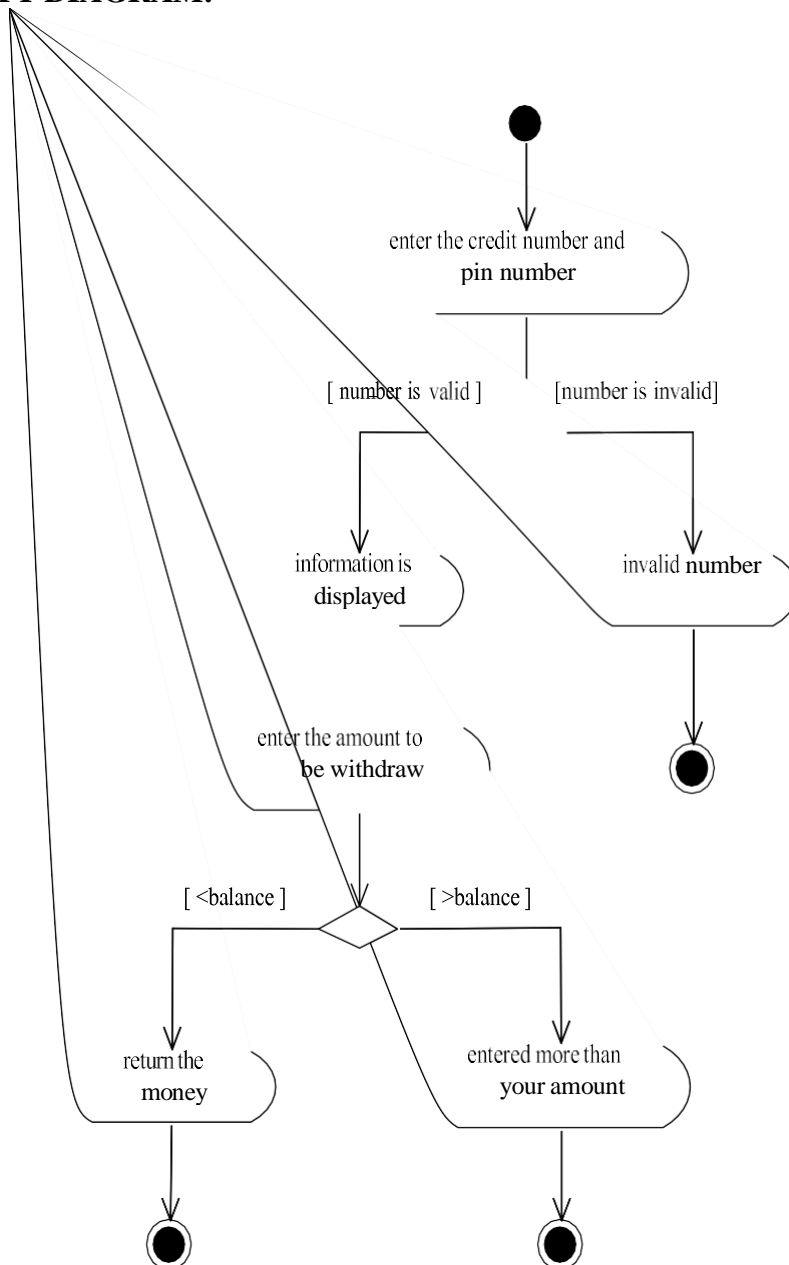 DIAGRAM:
enter the credit number and
pin number
[ number is valid ]
[number is invalid]
information is
displayed
invalid number
enter the amount to
be withdraw
[ <balance ]
[ >balance ]
return the
money
entered more than
your amount